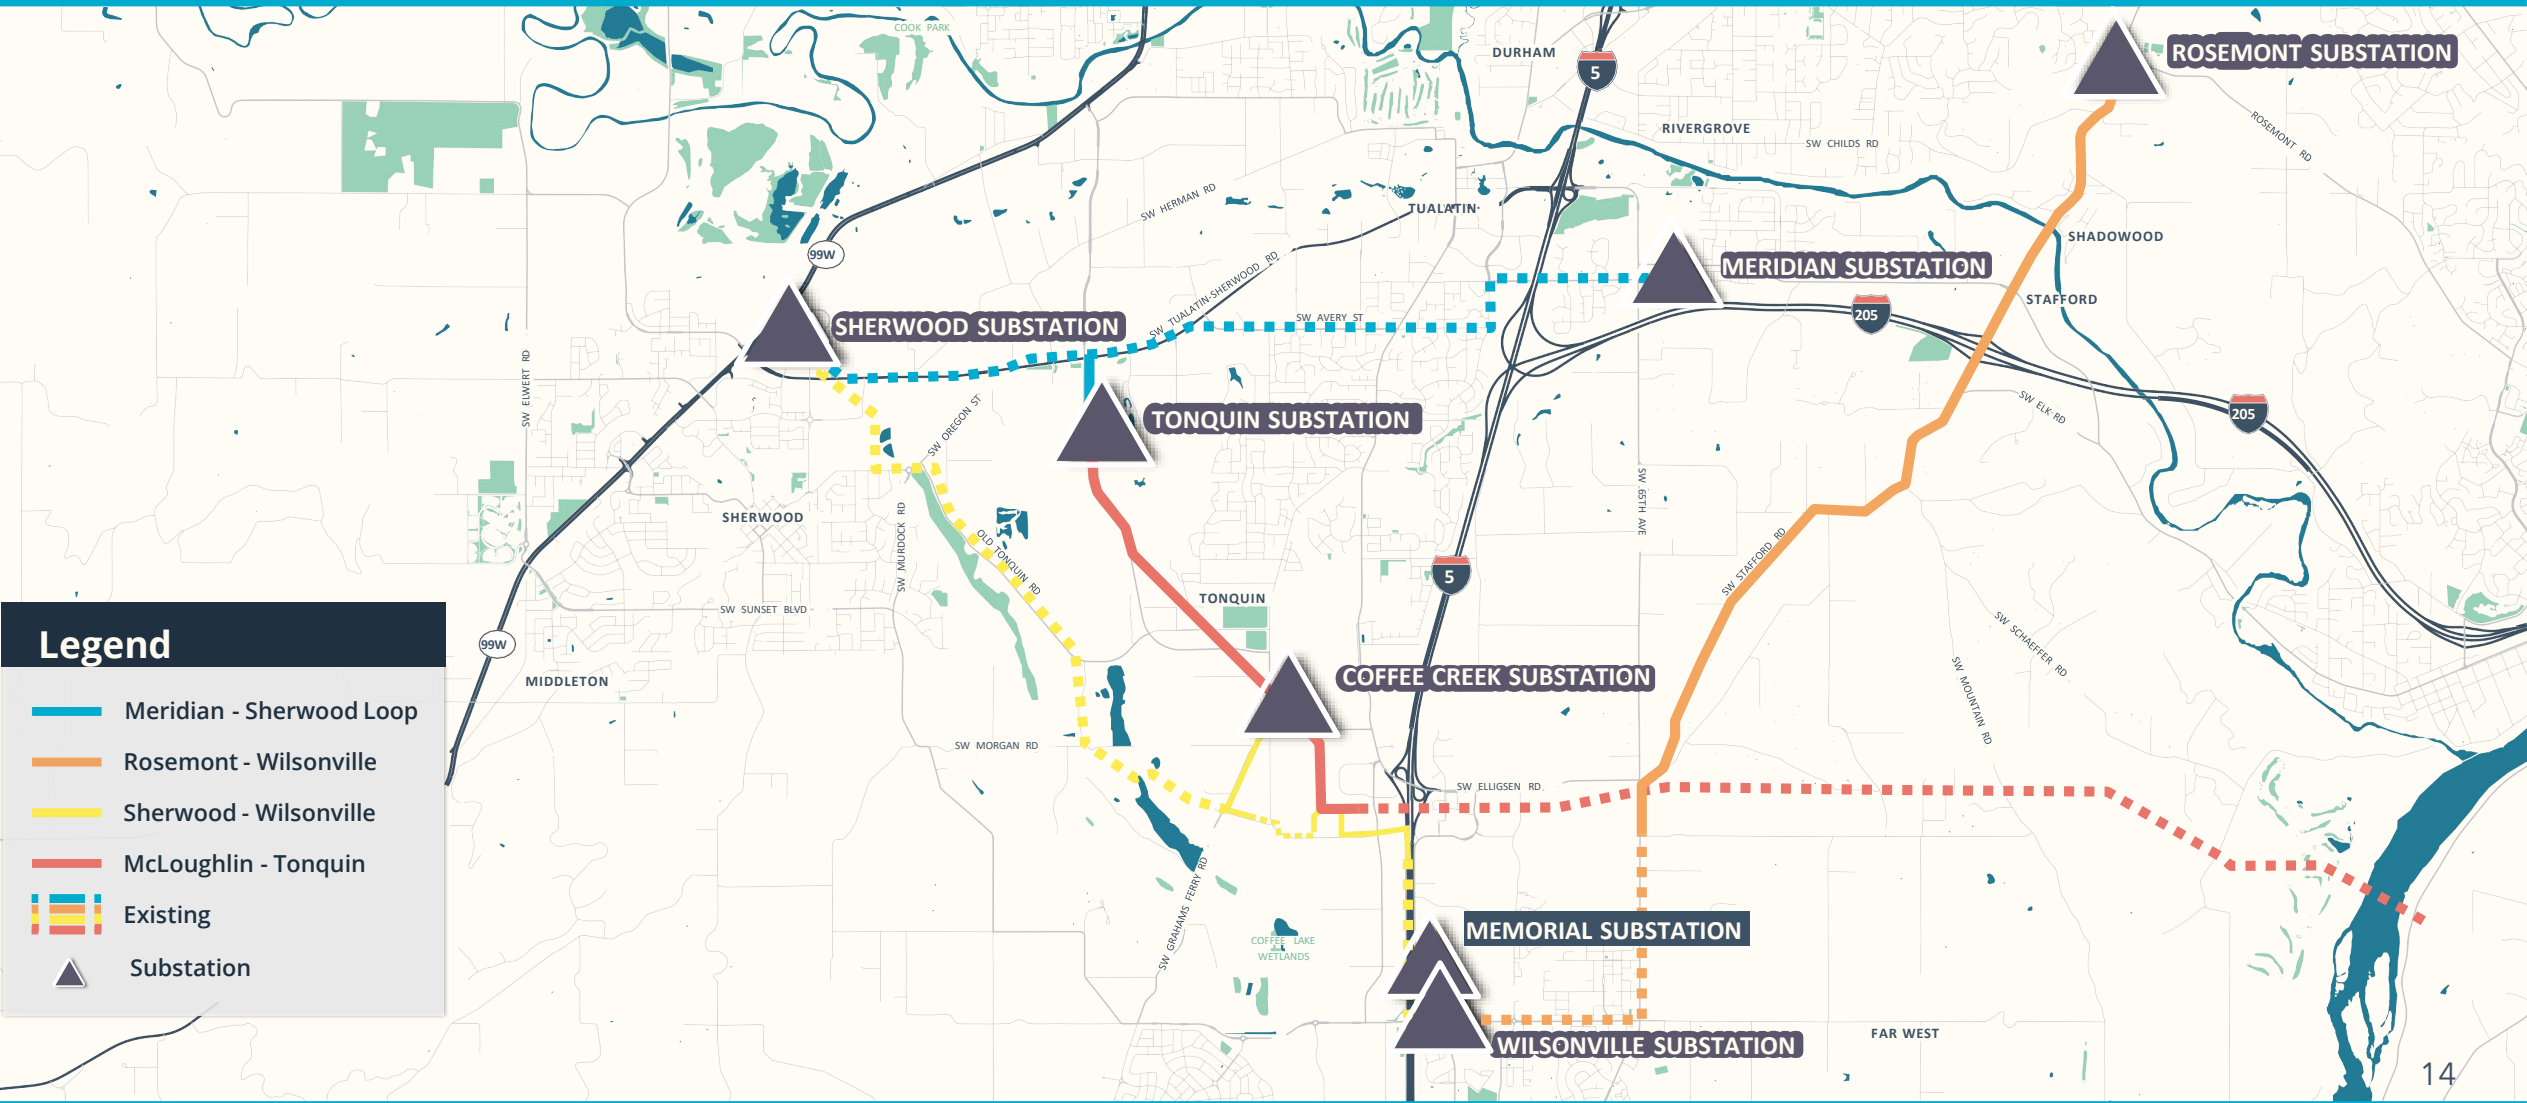 COOK PARK
DURHAM
5
ROSEMONT SUBSTATION
RIVERGROVE
SW CHILDS RD
ROSEMONT RD
SW HERMAN RD
TUALATIN
99W
SHADOWOOD
MERIDIAN SUBSTATION
SW TUALATIN-SHERWOOD RD
STAFFORD
205
SW AVERY ST
SHERWOOD SUBSTATION
SW ELWERT RD
SW OREGON ST
TONQUIN SUBSTATION
SW ELK RD
205
SW 65TH AVE
SHERWOOD
SW MURDOCK RD
OLD TONQUIN RD
SW STAFFORD RD
5
TONQUIN
SW SUNSET BLVD
SW SCHAEFFER RD
99W
MIDDLETON
COFFEE CREEK SUBSTATION
SW MOUNTAIN RD
SW MORGAN RD
SW ELLIGSEN RD
SW GRAHAMS FERRY RD
MEMORIAL SUBSTATION
COFFEE LAKE
WETLANDS
WILSONVILLE SUBSTATION
FAR WEST
Legend
Meridian - Sherwood Loop
Rosemont - Wilsonville
Sherwood - Wilsonville
McLoughlin - Tonquin
Existing
Substation
14